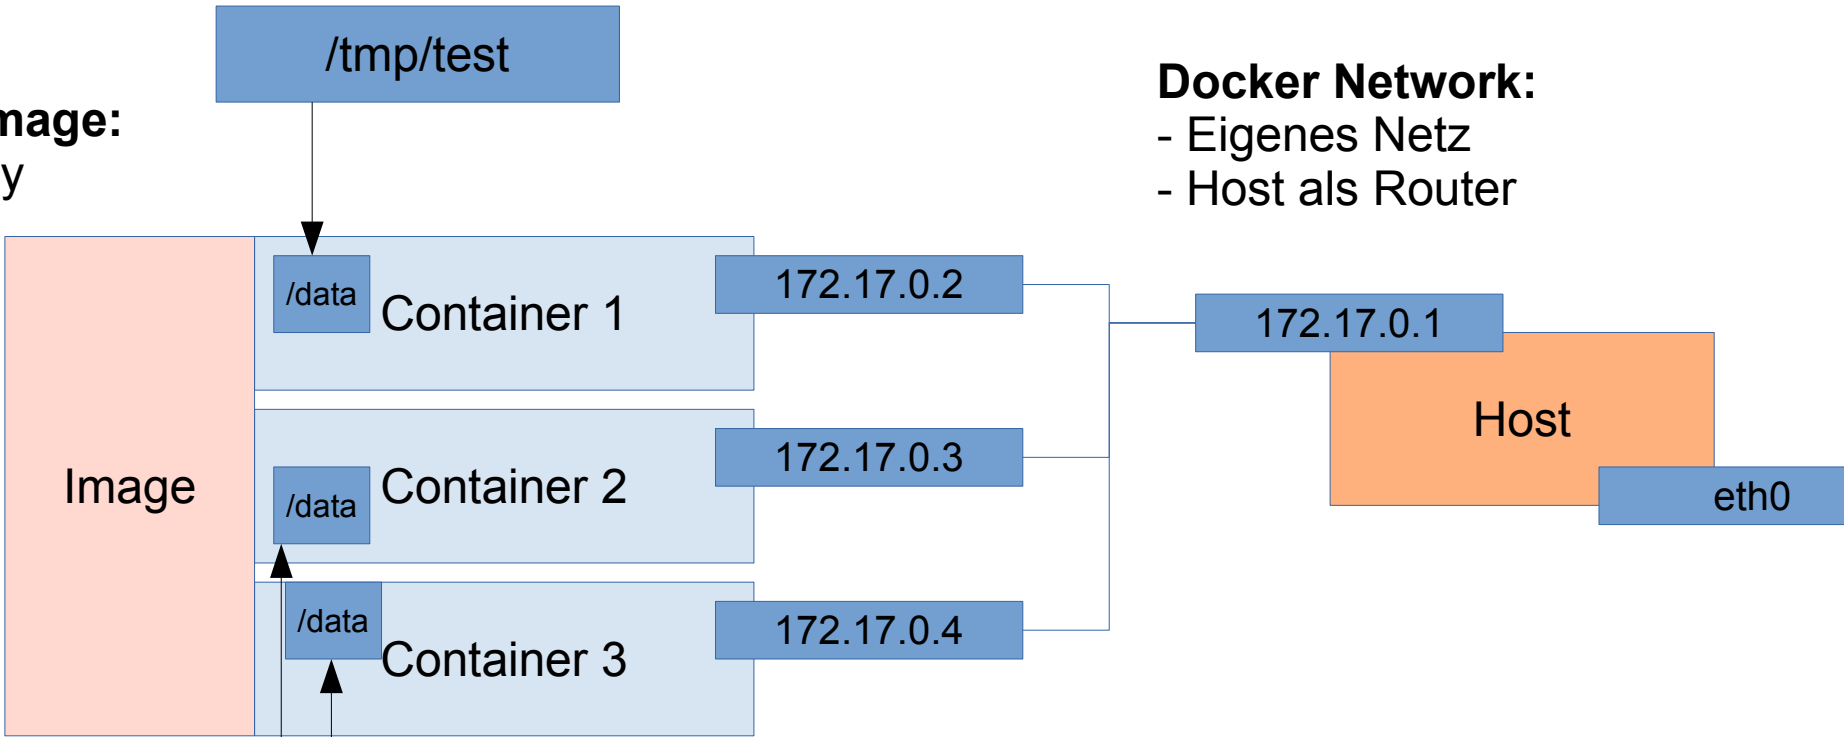 /tmp/test
mage:
y
Docker Network:
- Eigenes Netz
- Host als Router
Image
/data
Container 1
172.17.0.2
/data
Container 2
172.17.0.3
/data
Container 3
172.17.0.4
172.17.0.1
Host
eth0